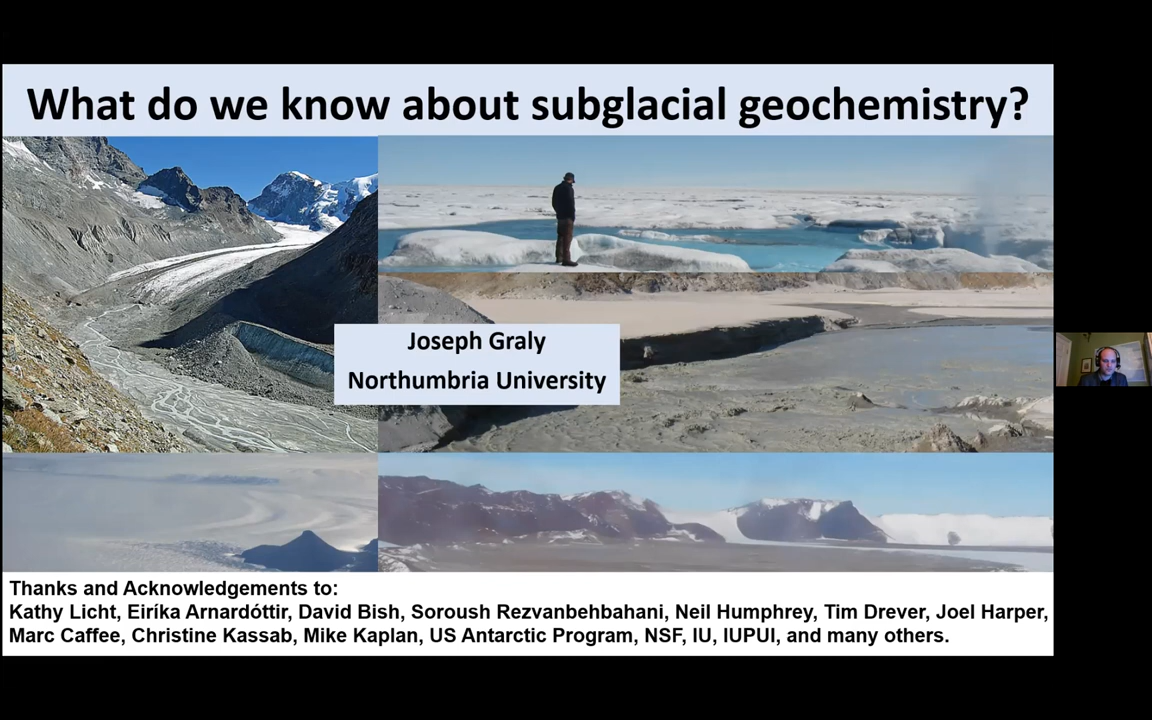 What do we know about subglacial geochemistry?
Joseph Graly
Northumbria University
Thanks and Acknowledgements to:
Kathy Licht, Eiríka Arnardóttir, David Bish, Soroush Rezvanbehbahani, Neil Humphrey, Tim Drever, Joel Harper,
Marc Caffee, Christine Kassab, Mike Kaplan, US Antarctic Program, NSF, IU, IUPUI, and many others.